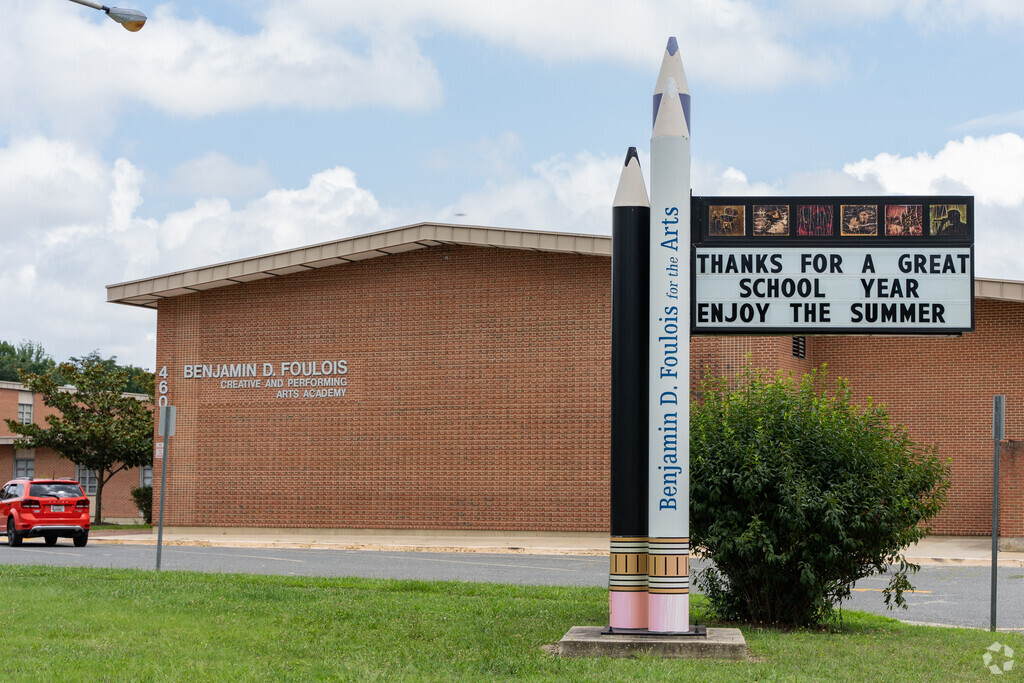 THANKS FOR A GREAT
SCHOOL YEAR
ENJOY THE SUMMER
Benjamin D. Foulois for the Arts
460
BENJAMIN D. FOULOIS
CREATIVE AND PERFORMING
ARTS ACADEMY